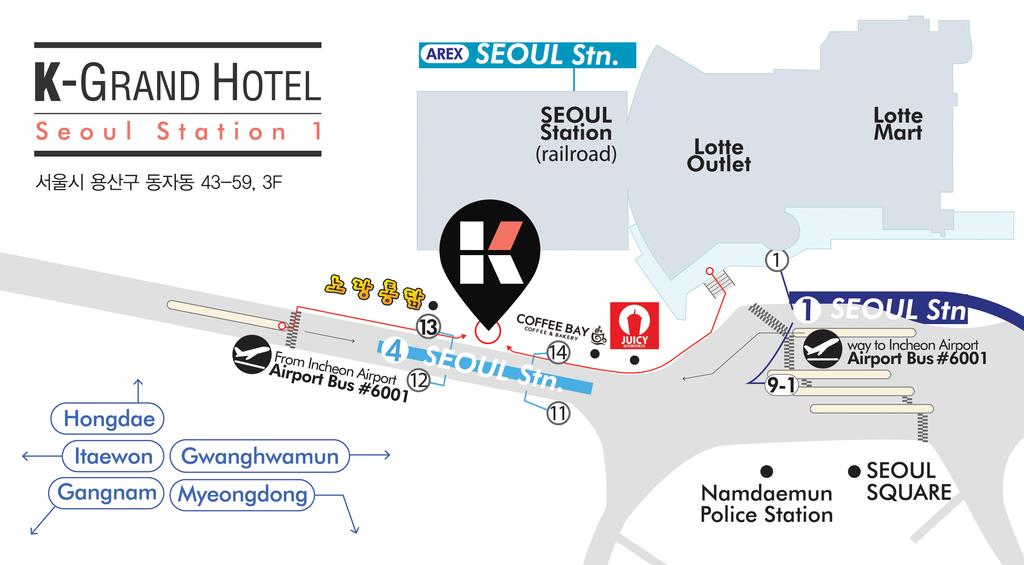 K-GRAND HOTEL
Seoul Station 1
서울시 용산구 동자동 43-59, 3F
AREX SEOUL Stn.
SEOUL
Station
(railroad)
Lotte
Outlet
Lotte
Mart
K
노랑통닭
13
COFFEE BAY
COFFEE & BAKERY
JUICY
14
4 SEOUL Stn.
12
11
From Incheon Airport
Airport Bus #6001
1
1 SEOUL Stn
way to Incheon Airport
Airport Bus #6001
9-1
Hongdae
Itaewon
Gwanghwamun
Gangnam
Myeongdong
Namdaemun
Police Station
SEOUL
SQUARE